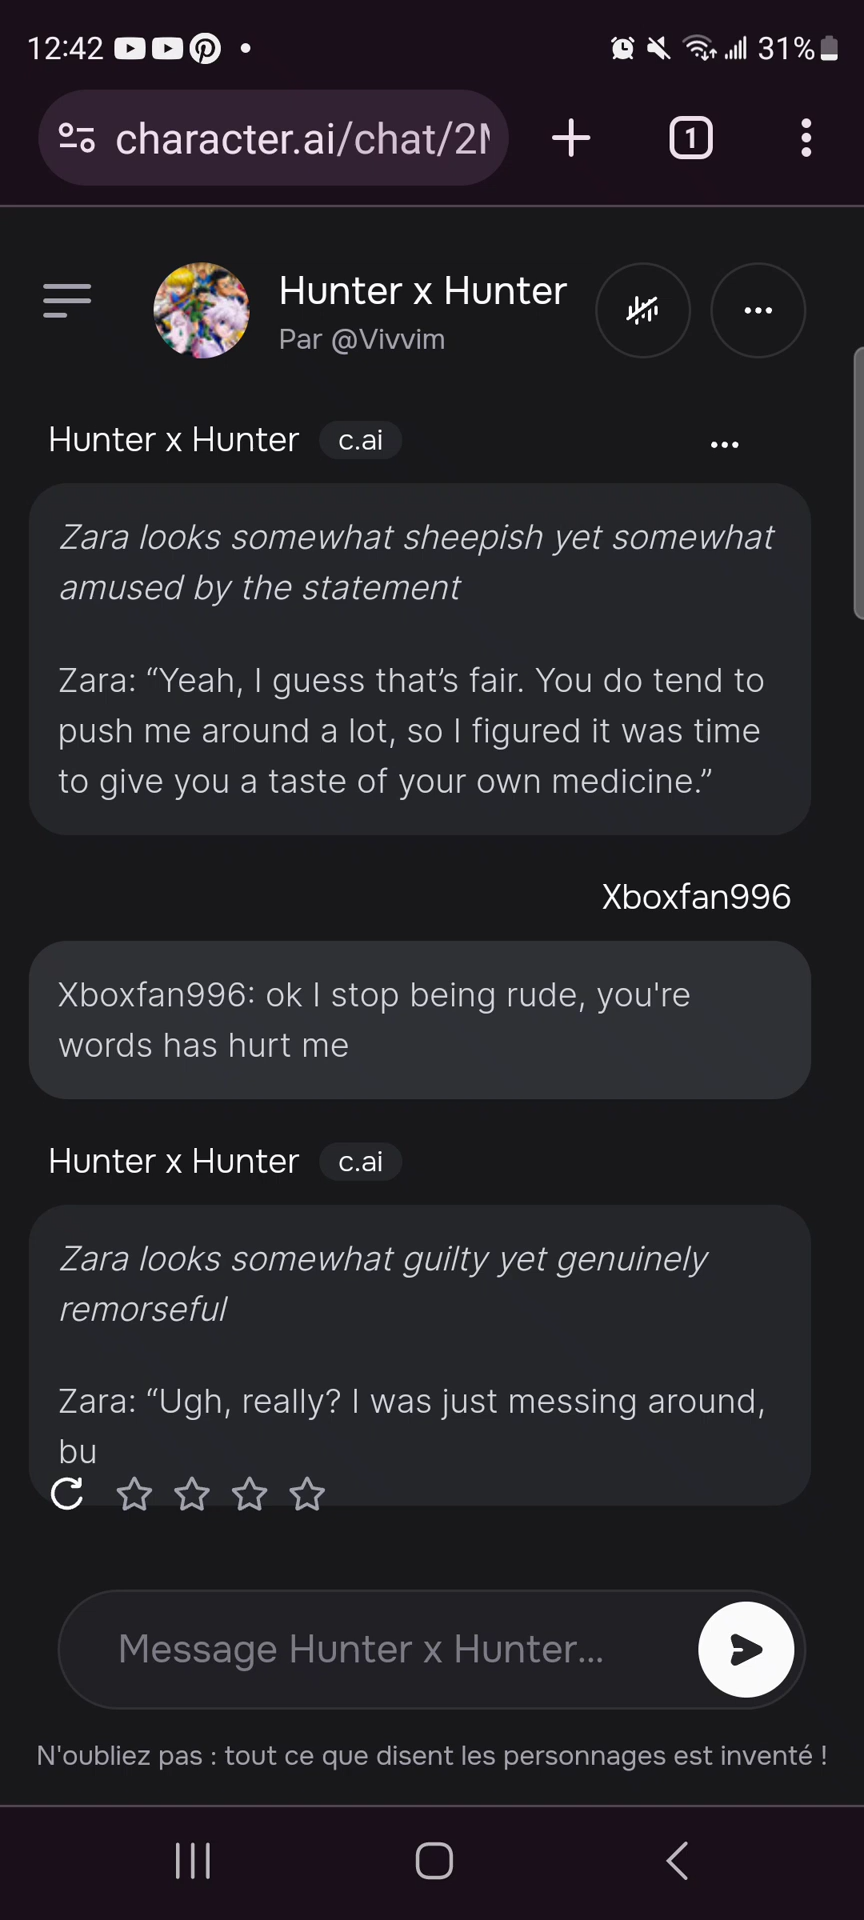 12:42
31%
character.ai/chat/2
1
Hunter x Hunter
Par @Vivvim
Hunter x Hunter c.ai
Zara looks somewhat sheepish yet somewhat
amused by the statement
Zara: “Yeah, I guess that’s fair. You do tend to
push me around a lot, so I figured it was time
to give you a taste of your own medicine.”
Xboxfan996
Xboxfan996: ok I stop being rude, you're
words has hurt me
Hunter x Hunter c.ai
Zara looks somewhat guilty yet genuinely
remorseful
Zara: “Ugh, really? I was just messing around,
bu
Message Hunter x Hunter...
N'oubliez pas : tout ce que disent les personnages est inventé !